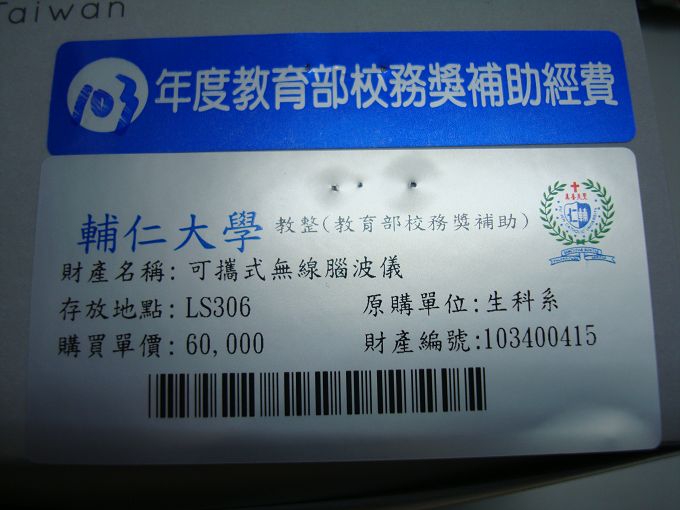 Taiwan
103 年度教育部校務獎補助經費
輔仁大學 教整(教育部校務獎補助)
財產名稱: 可攜式無線腦波儀
存放地點: LS306 原購單位:生科系
購買單價: 60,000 財產編號:103400415